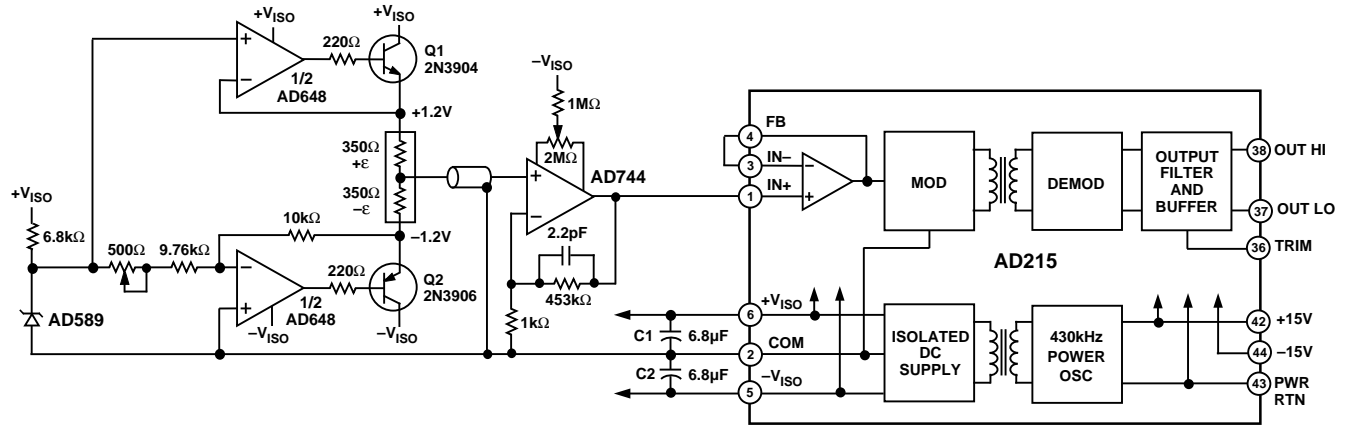 +VISO
+VISO
220Ω
Q1
2N3904
1/2
AD648
+
–
–VISO
1MΩ
2MΩ
+1.2V
350Ω
+ε
350Ω
–ε
+
–
AD744
2.2pF
453kΩ
1kΩ
+VISO
6.8kΩ
500Ω
9.76kΩ
10kΩ
–1.2V
220Ω
Q2
2N3906
–
+
1/2
AD648
–VISO
–VISO
AD589
4
FB
3
IN–
1
IN+
–
+
MOD
DEMOD
OUTPUT
FILTER
AND
BUFFER
38
OUT HI
37
OUT LO
36
TRIM
AD215
+VISO
6
C1
6.8µF
2
COM
C2
6.8µF
5
–VISO
ISOLATED
DC
SUPPLY
430kHz
POWER
OSC
42
+15V
44
–15V
43
PWR
RTN